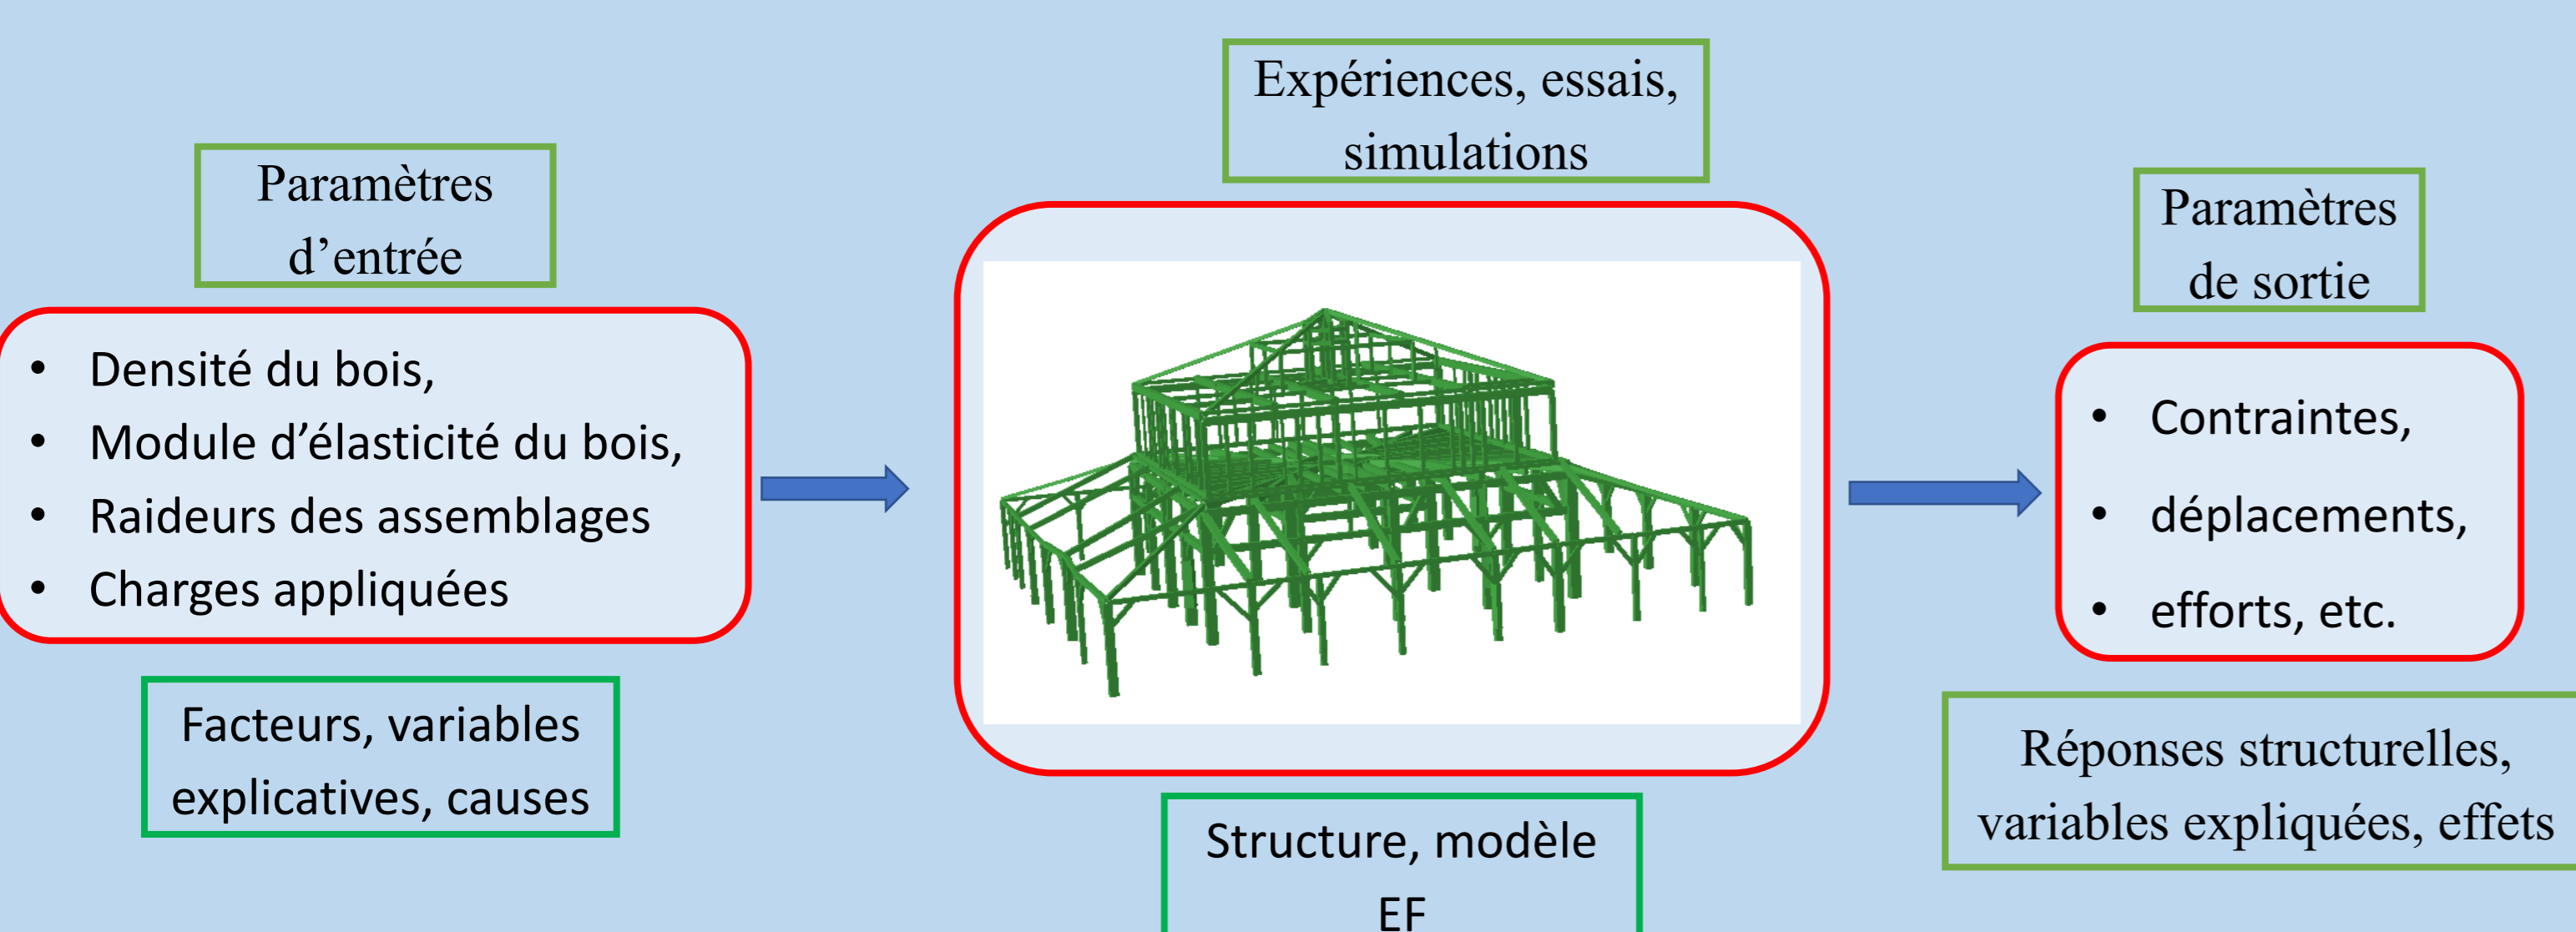 Paramètres
d’entrée
• Densité du bois,
• Module d’élasticité du bois,
• Raideurs des assemblages
• Charges appliquées
Facteurs, variables
explicatives, causes
Expériences, essais,
simulations
Structure, modèle
EF
Paramètres
de sortie
• Contraintes,
• déplacements,
• efforts, etc.
Réponses structurelles,
variables expliquées, effets